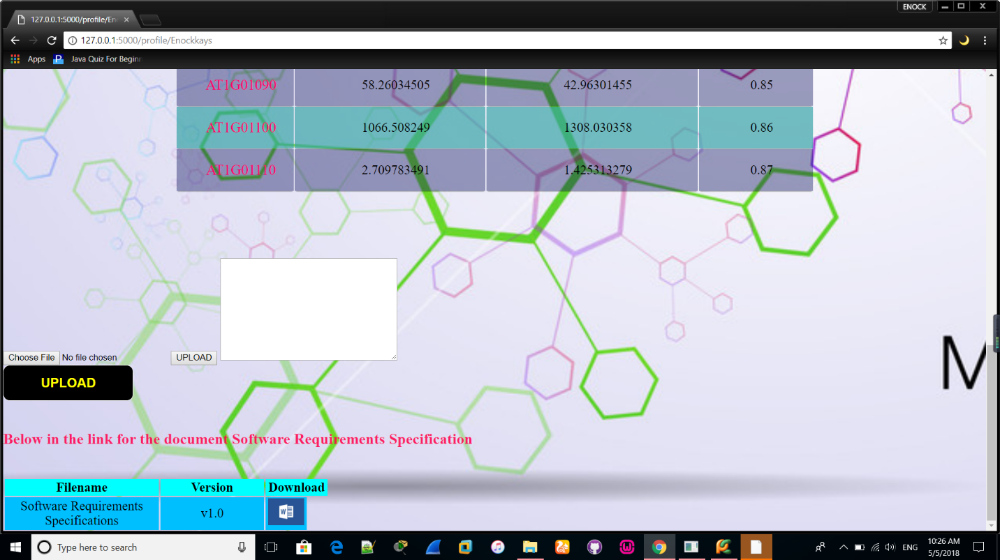 ENOCK
127.0.0.1:5000/profile/En
127.0.0.1:5000/profile/Enockkays
Apps
Java Quiz For Beginn
AT1G01090 58.26034505 42.96301455 0.85
AT1G01100 1066.508249 1308.030358 0.86
AT1G01110 2.709783491 1.425313279 0.87
M
Choose File No file chosen UPLOAD
UPLOAD
Below in the link for the document Software Requirements Specification
Filename Version Download
Software Requirements
Specifications
v1.0
W
Type here to search
ENG
10:26 AM
5/5/2018